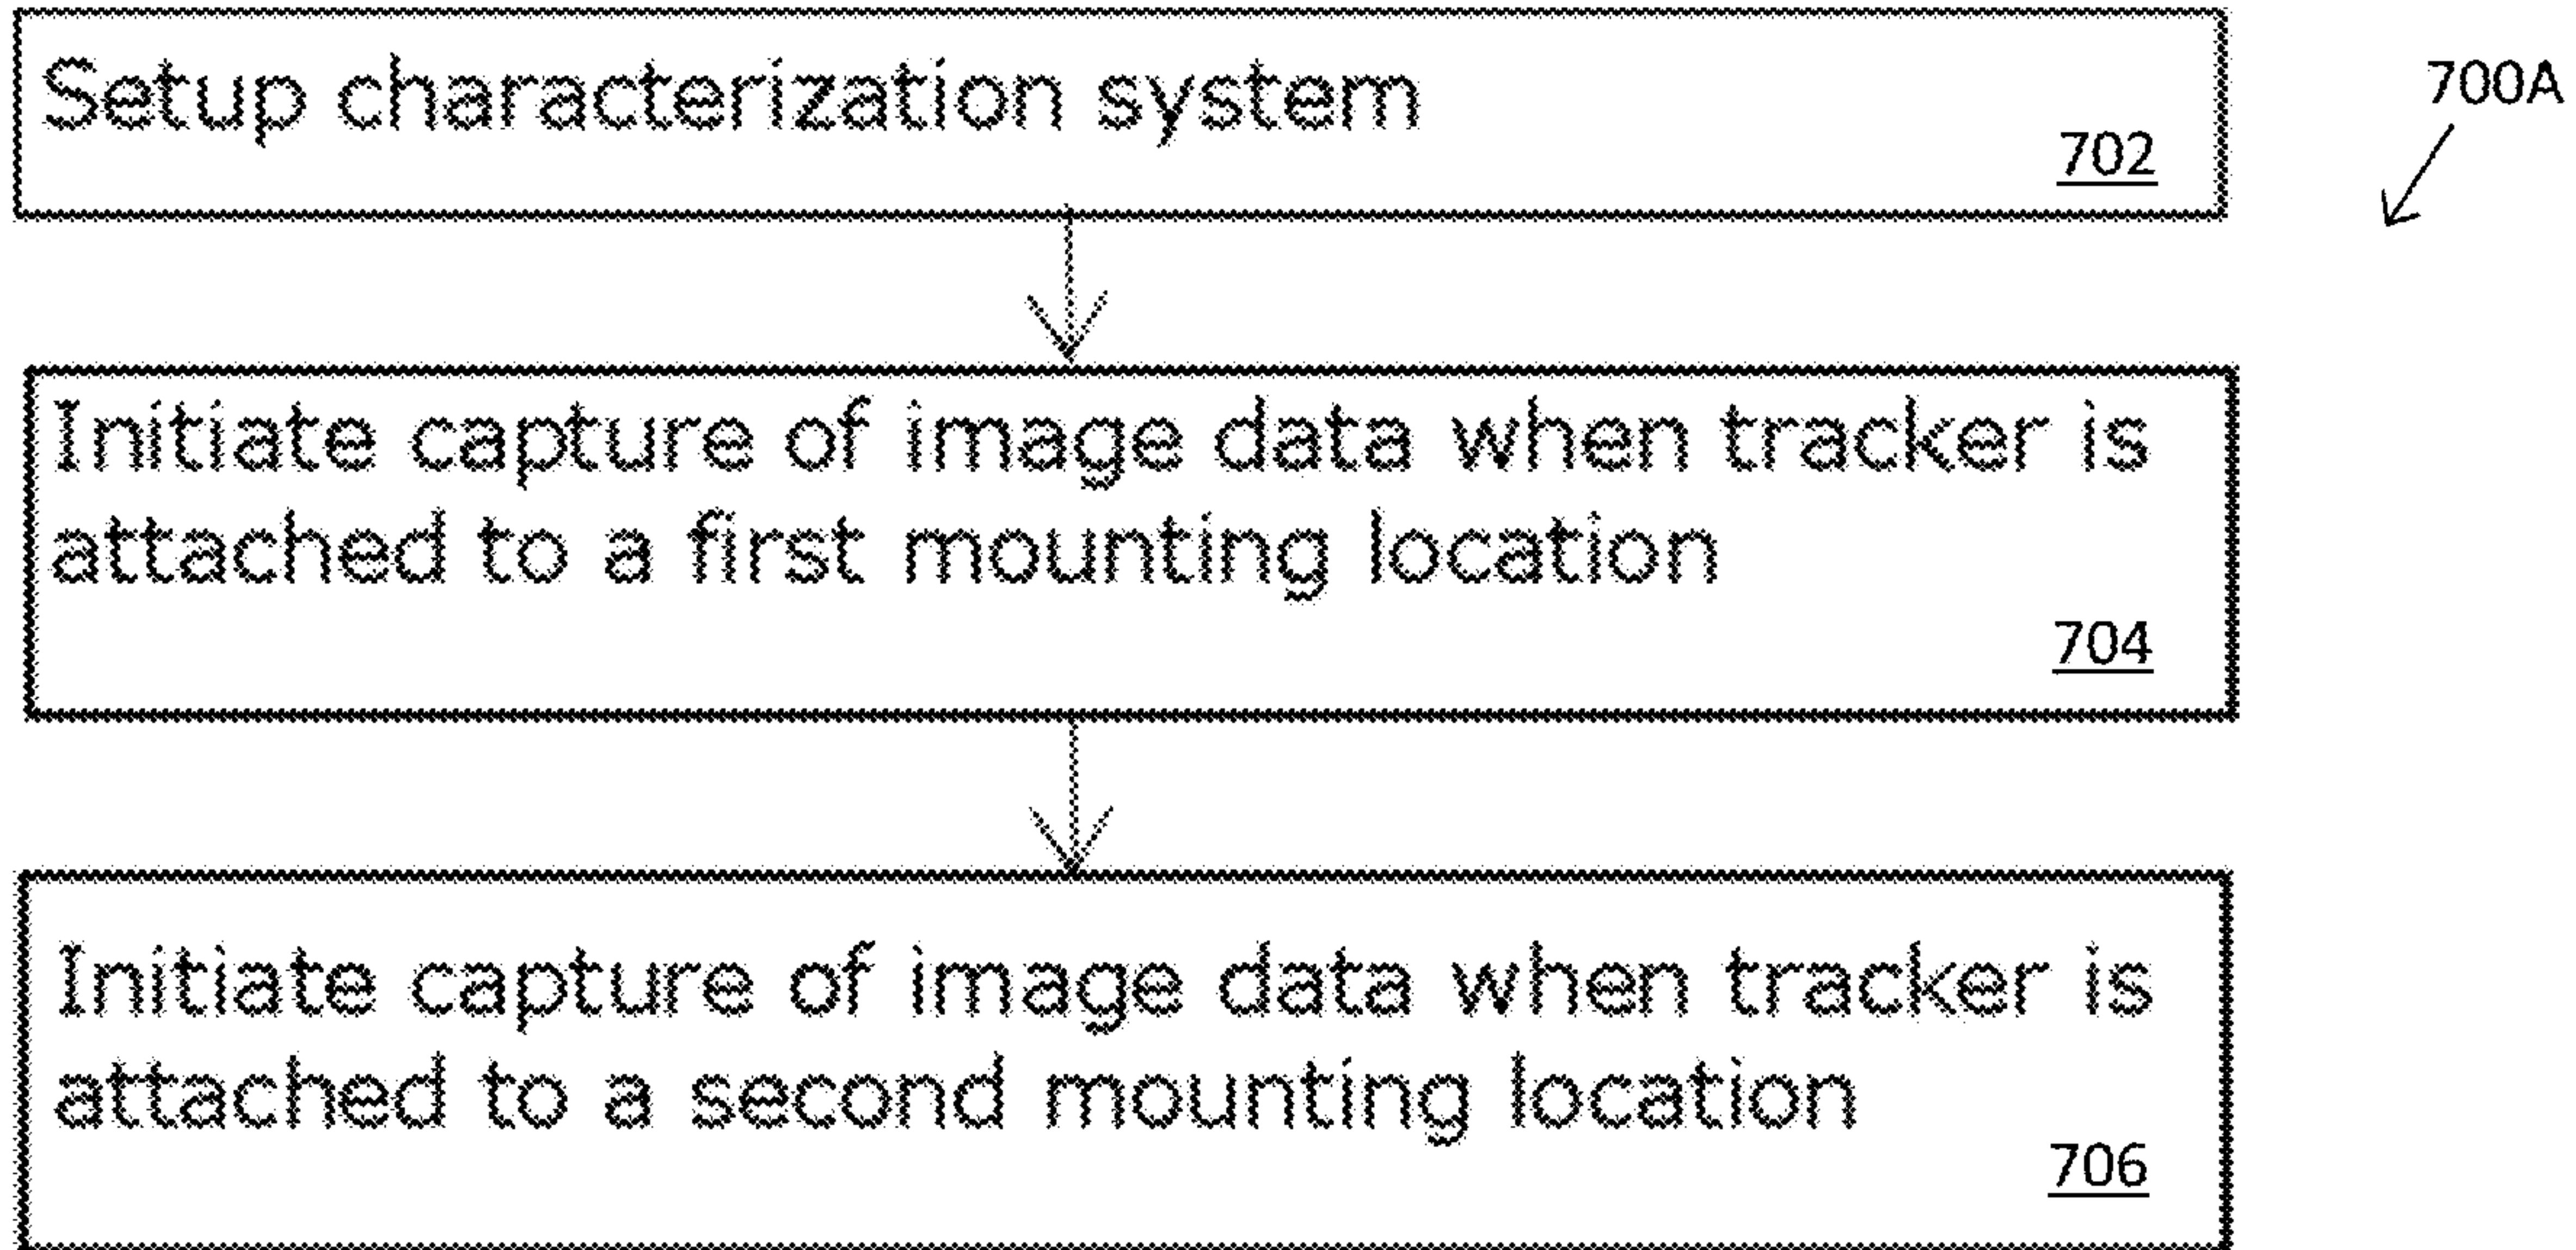 Setup characterization system
702
700A
Initiate capture of image data when tracker is
attached to a first mounting location
704
Initiate capture of image data when tracker is
attached to a second mounting location
706